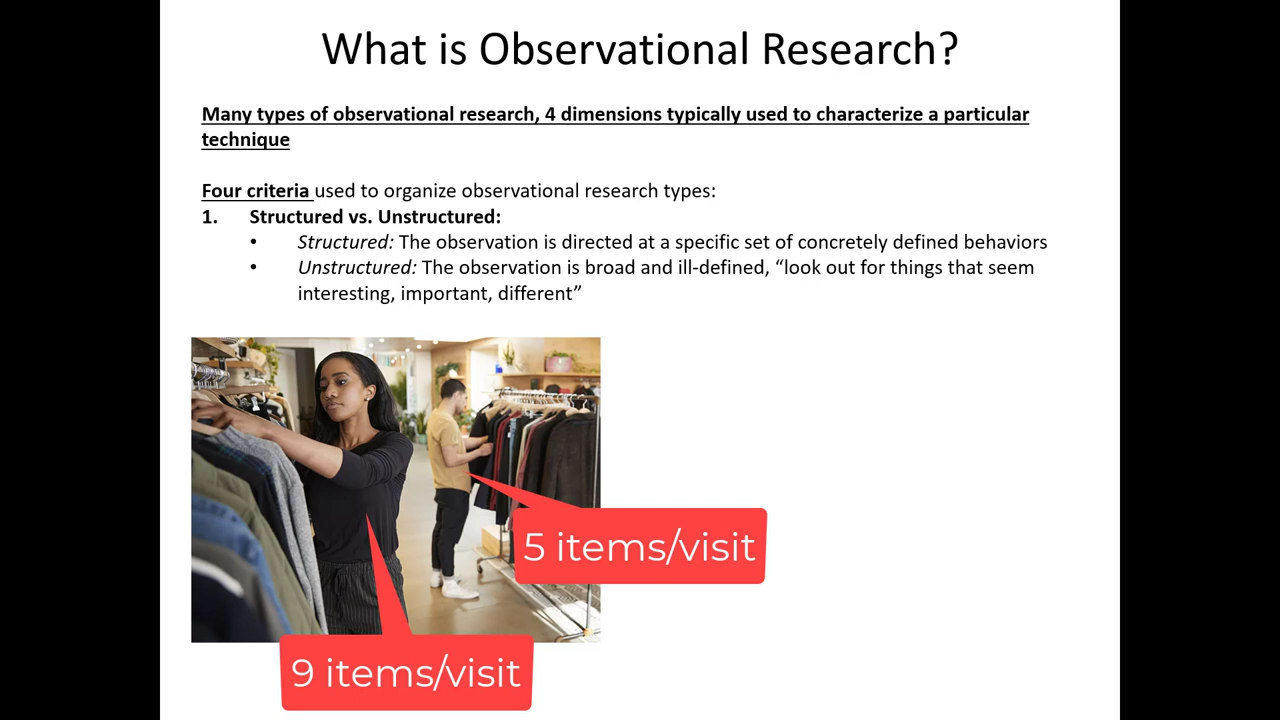 What is Observational Research?
Many types of observational research, 4 dimensions typically used to characterize a particular
technique
Four criteria used to organize observational research types:
1. Structured vs. Unstructured:
• Structured: The observation is directed at a specific set of concretely defined behaviors
• Unstructured: The observation is broad and ill-defined, “look out for things that seem
interesting, important, different”
5 items/visit
9 items/visit